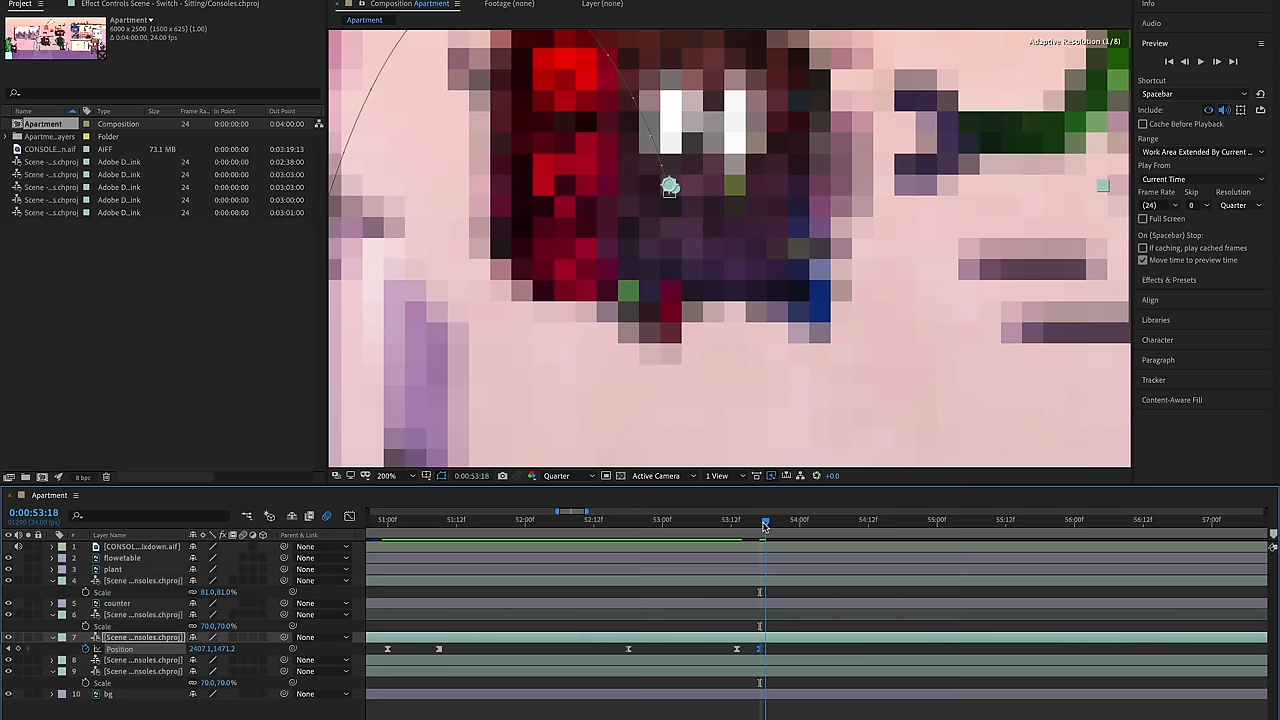 Project
Effect Controls Scene - Switch - Sitting/Consoles.chproj
Composition Apartment
Footage (none)
Layer (none)
Info
Apartment
6000 x 2500 (1500 x 625) (1.00)
Δ 0:04:00:00, 24.00 fps
Apartment
Audio
Adaptive Resolution (1/8)
Preview
Shortcut
Spacebar
Name Type Size Frame Ra.. In Point Out Point
Include:
Apartment Composition 24 0:00:00:00 0:04:00:00
Cache Before Playback
Apartme...ayers Folder
Range
CONSOLE...n.aif AIFF 73.1 MB 0:00:00:00 0:03:19:13
Work Area Extended By Current ...
Scene -...s.chproj Adobe D...ink 24 0:00:00:00 0:02:38:00
Play From
Scene -...s.chproj Adobe D...ink 24 0:00:00:00 0:03:01:00
Current Time
Scene -...s.chproj Adobe D...ink 24 0:00:00:00 0:03:03:00
Frame Rate Skip Resolution
Scene -...s.chproj Adobe D...ink 24 0:00:00:00 0:03:03:00
(24) 0 Quarter
Scene -...s.chproj Adobe D...ink 24 0:00:00:00 0:03:01:00
Full Screen
On (Spacebar) Stop:
If caching, play cached frames
Move time to preview time
Effects & Presets
Align
Libraries
Character
Paragraph
Tracker
Content-Aware Fill
8 bpc
200%
0:00:53:18
Quarter
Active Camera
1 View
+0.0
Apartment
0:00:53:18
01290 (24.00 fps)
51:00f 51:12f 52:00f 52:12f 53:00f 53:12f 54:00f 54:12f 55:00f 55:12f 56:00f 56:12f 57:00f
# Layer Name Parent & Link
1 [CONSOL...lxdown.aif] None
2 flowetable None
3 plant None
4 [Scene ...nsoles.chproj] None
Scale 81.0,81.0%
5 counter None
6 [Scene ...nsoles.chproj] None
Scale 70.0,70.0%
7 [Scene ...nsoles.chproj] None
Position 2407.1,1471.2
8 [Scene ...nsoles.chproj] None
9 [Scene ...nsoles.chproj] None
Scale 70.0,70.0%
10 bg None